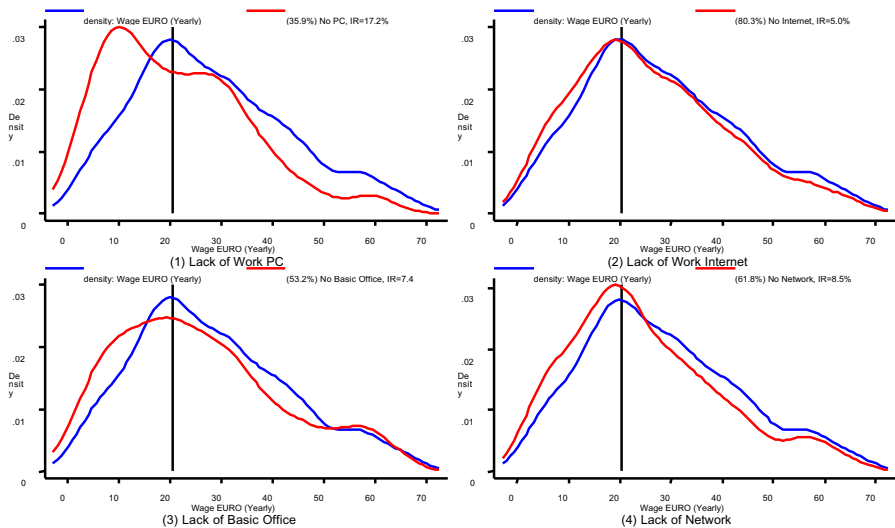 density: Wage EURO (Yearly) (35.9%) No PC, IR=17.2%
.03
.02
De
nsit
y
.01
0
0 10 20 30 40 50 60 70
Wage EURO (Yearly)
(1) Lack of Work PC
density: Wage EURO (Yearly) (80.3%) No Internet, IR=5.0%
.03
.02
De
nsit
y
.01
0
0 10 20 30 40 50 60 70
Wage EURO (Yearly)
(2) Lack of Work Internet
density: Wage EURO (Yearly) (53.2%) No Basic Office, IR=7.4
.03
.02
De
nsit
y
.01
0
0 10 20 30 40 50 60 70
Wage EURO (Yearly)
(3) Lack of Basic Office
density: Wage EURO (Yearly) (61.8%) No Network, IR=8.5%
.03
.02
De
nsit
y
.01
0
0 10 20 30 40 50 60 70
Wage EURO (Yearly)
(4) Lack of Network